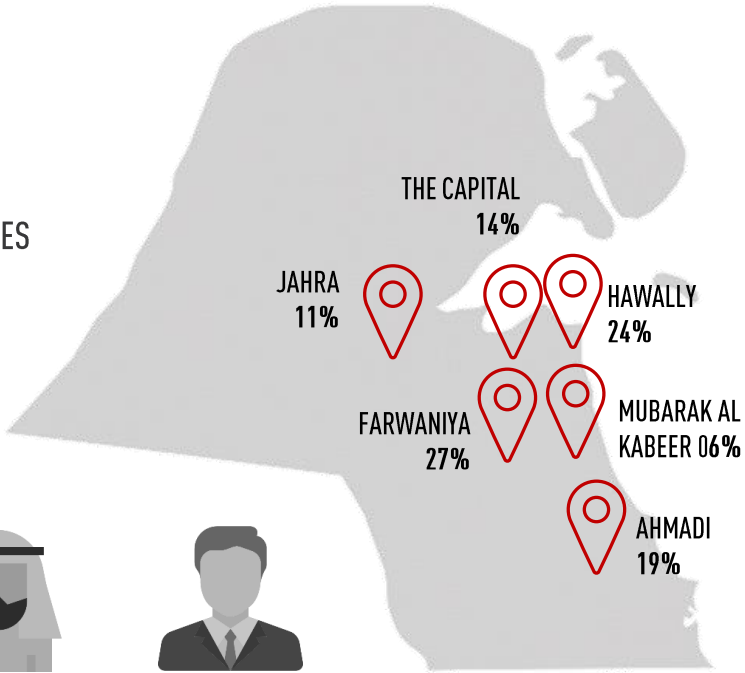 THE CAPITAL
14%
ES
JAHRA
11%
HAWALLY
24%
FARWANIYA
27%
MUBARAK AL
KABEER 06%
AHMADI
19%